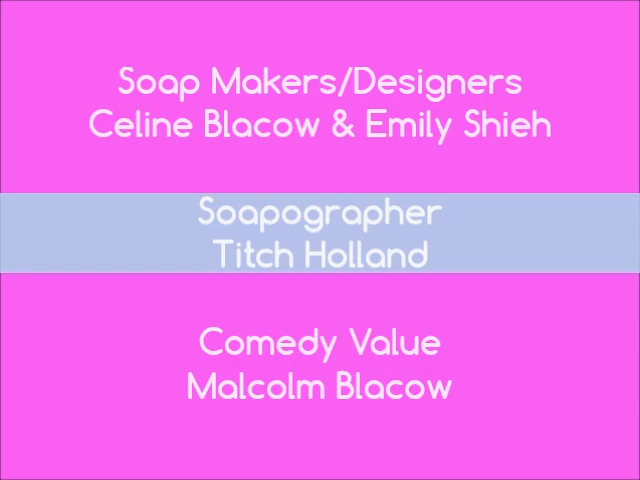 Soap Makers/Designers
Celine Blacow & Emily Shieh
Soapographer
Titch Holland
Comedy Value
Malcolm Blacow